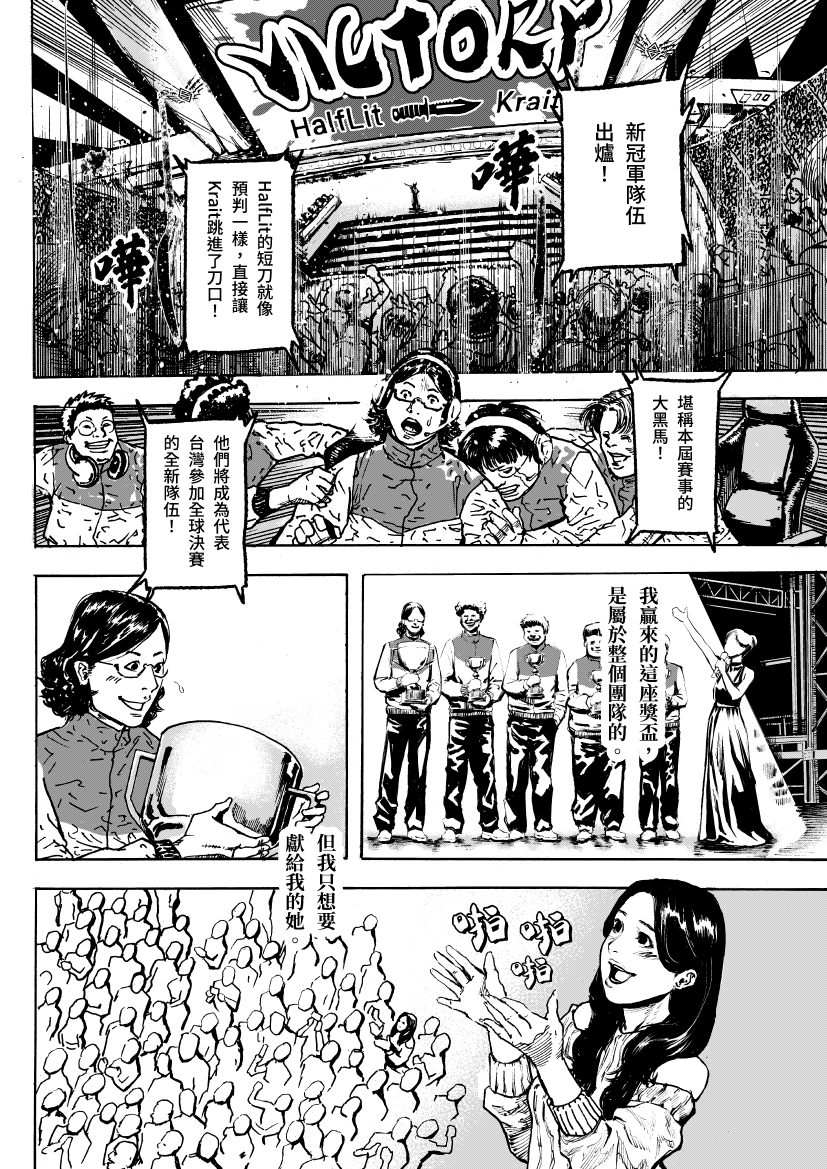 VICTORY
HalfLit
Krait
新冠軍隊伍
出爐！
嘩
HalfLit的短刀就像
預判一樣，直接讓
Krait跳進了刀口！
嘩
堪稱本屆賽事的
大黑馬！
他們將成為代表
台灣參加全球決賽
的全新隊伍！
我贏來的這座獎盃，
是屬於整個團隊的。
但我只想要
獻給我的她。
啪
啪
啪